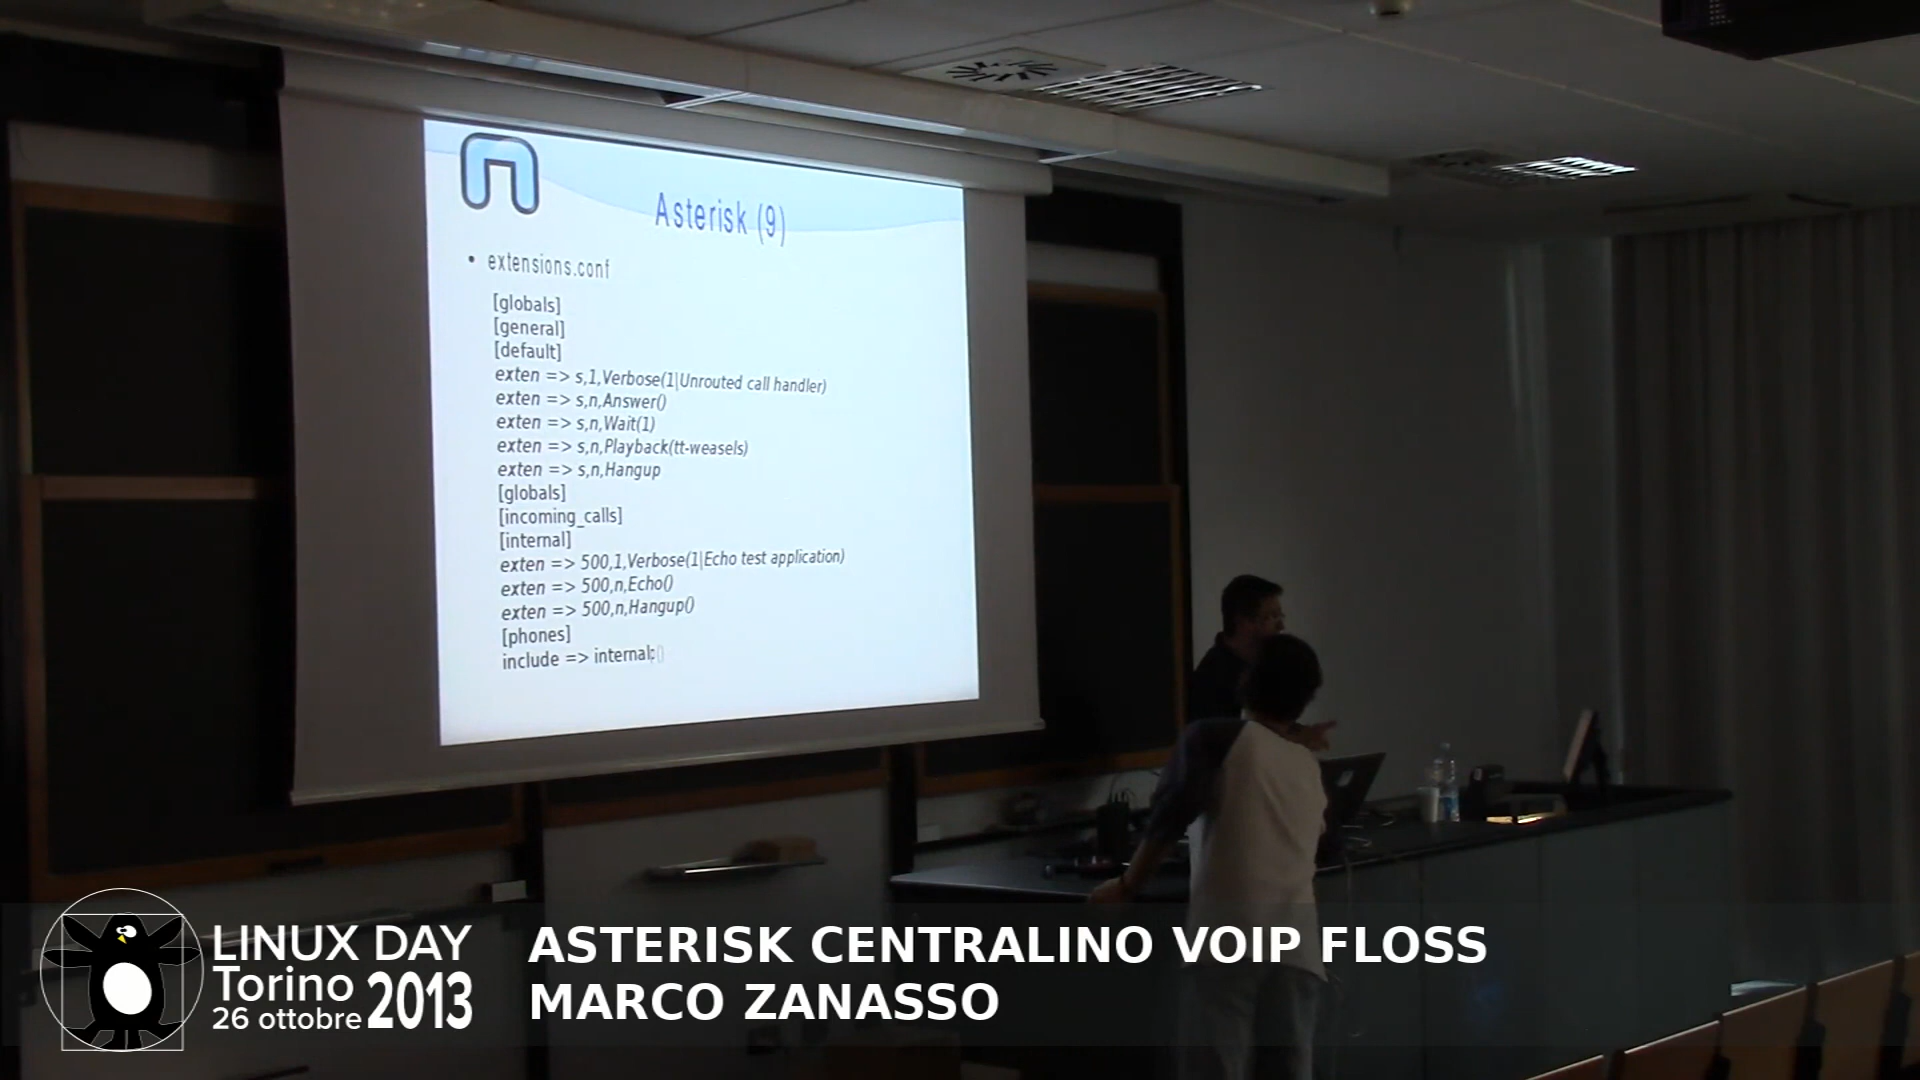 Asterisk (9)
• extensions.conf
[globals]
[general]
[default]
exten => s,1,Verbose(1|Unrouted call handler)
exten => s,n,Answer()
exten => s,n,Wait(1)
exten => s,n,Playback(tt-weasels)
exten => s,n,Hangup
[globals]
[incoming_calls]
[internal]
exten => 500,1,Verbose(1|Echo test application)
exten => 500,n,Echo()
exten => 500,n,Hangup()
[phones]
include => internal
LINUX DAY
Torino 2013
26 ottobre
ASTERISK CENTRALINO VOIP FLOSS
MARCO ZANASSO